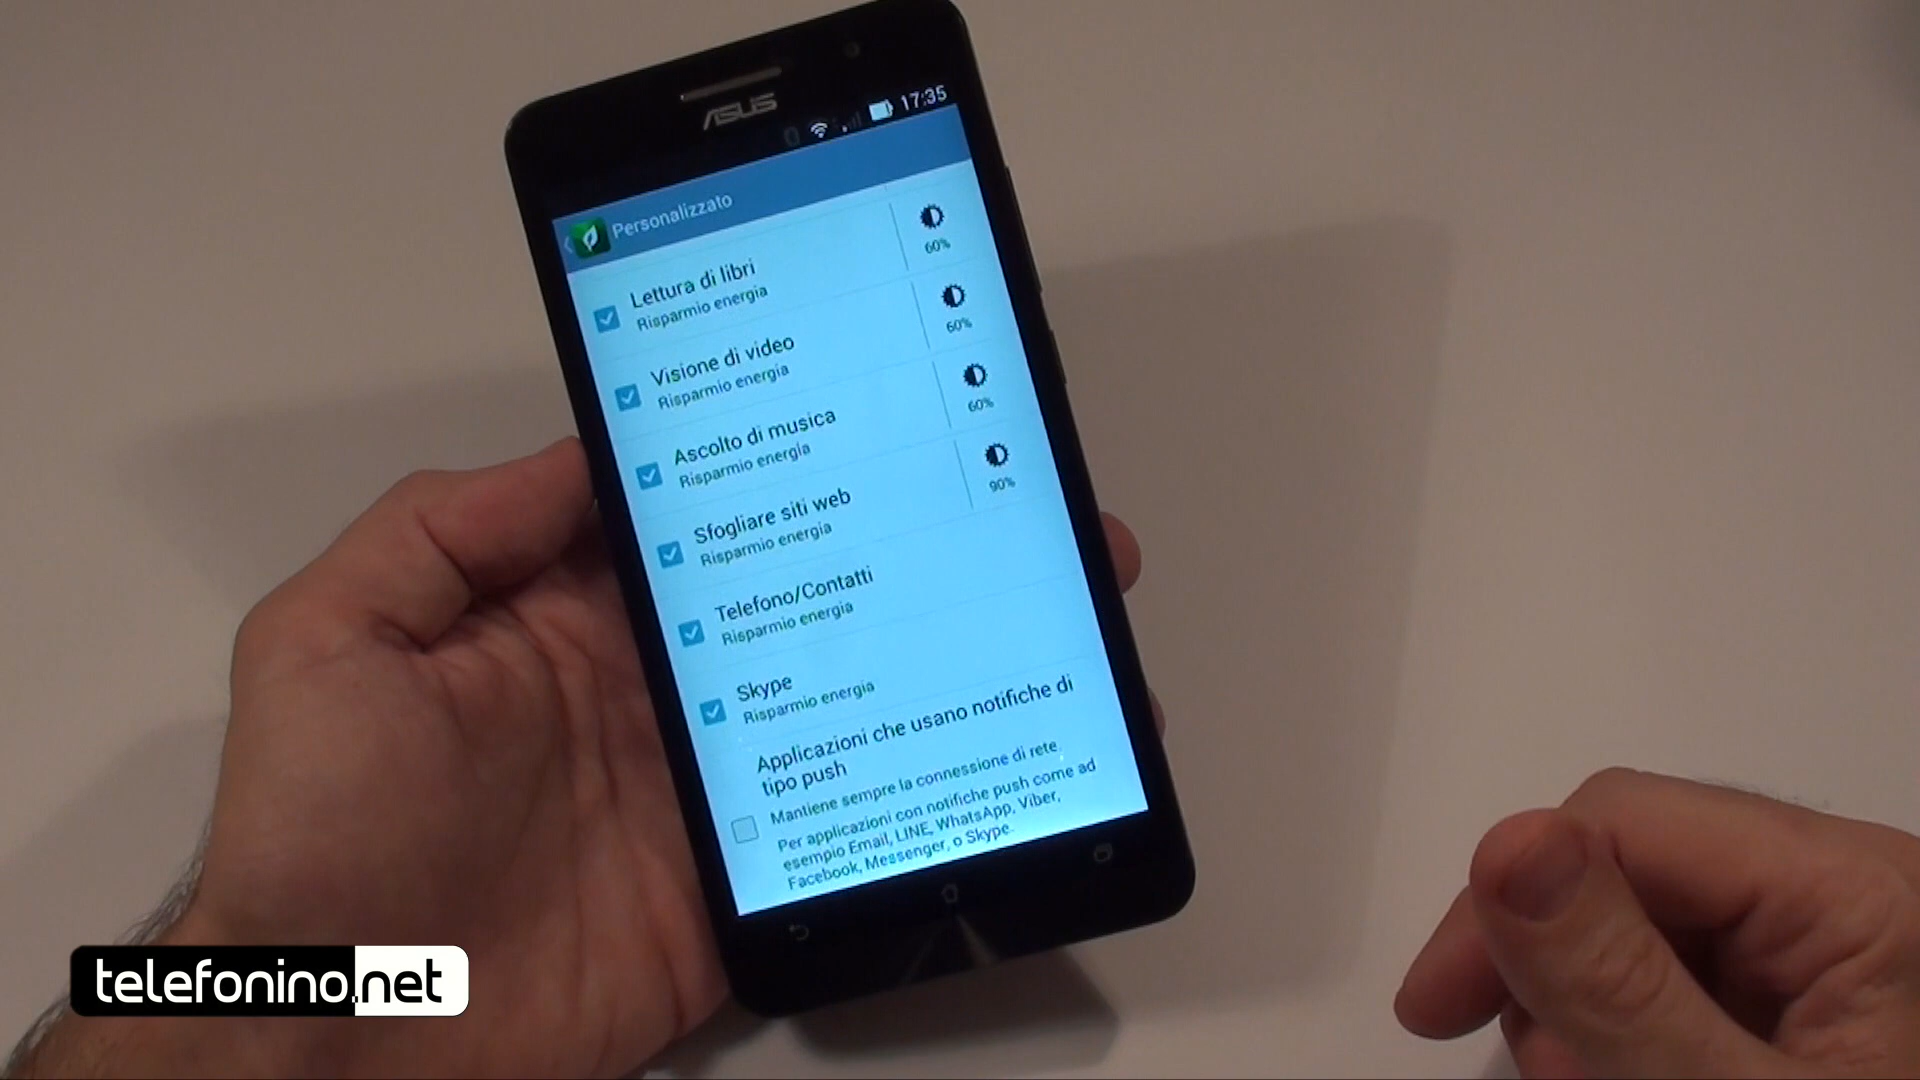 ASUS
17:35
Personalizzato
Lettura di libri
Risparmio energia
60%
Visione di video
Risparmio energia
60%
Ascolto di musica
Risparmio energia
60%
Sfogliare siti web
Risparmio energia
90%
Telefono/Contatti
Risparmio energia
Skype
Risparmio energia
Applicazioni che usano notifiche di
tipo push
Mantiene sempre la connessione di rete.
Per applicazioni con notifiche push come ad
esempio Email, LINE, WhatsApp, Viber,
Facebook, Messenger, o Skype.
telefonino.net